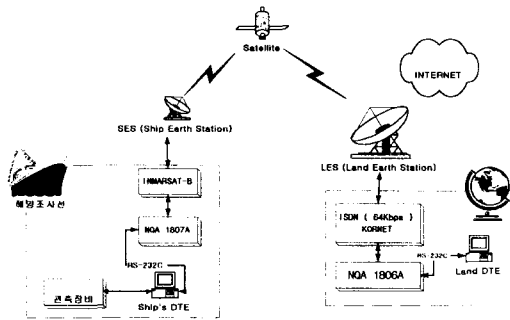 Satellite
INTERNET
SES (Ship Earth Station)
LES (Land Earth Station)
해양조사선
INMARSAT-B
NQA 1807A
RS-232C
관측장비
Ship's DTE
ISDN ( 64Kbps )
KORNET
RS-232C
NQA 1806A
Land DTE